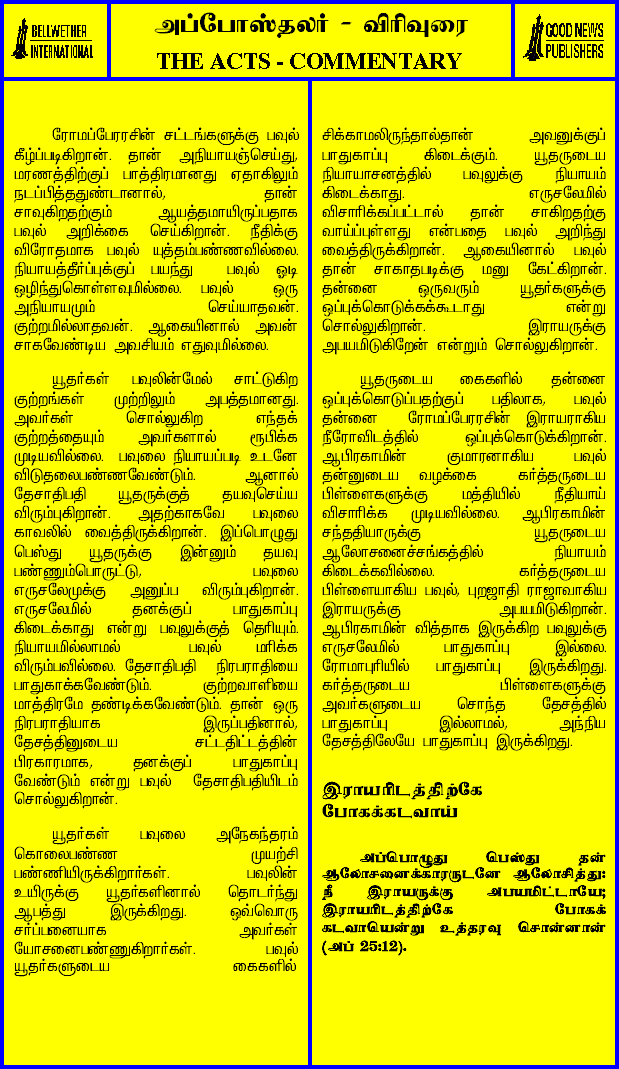 BELLWETHER
INTERNATIONAL
அப்போஸ்தலர் - விரிவுரை
THE ACTS - COMMENTARY
GOOD NEWS
PUBLISHERS
ரோமப்பேரரசின் சட்டங்களுக்கு பவுல்
கீழ்ப்படிகிறான். தான் அநியாயஞ்செய்து,
மரணத்திற்குப் பாத்திரமானது ஏதாகிலும்
நடப்பித்ததுண்டானால், தான்
சாவுகிறதற்கும் ஆயத்தமாயிருப்பதாக
பவுல் அறிக்கை செய்கிறான். நீதிக்கு
விரோதமாக பவுல் யுத்தம்பண்ணவில்லை.
நியாயத்தீர்ப்புக்குப் பயந்து பவுல் ஓடி
ஒழிந்துகொள்ளவுமில்லை. பவுல் ஒரு
அநியாயமும் செய்யாதவன்.
குற்றமில்லாதவன். ஆகையினால் அவன்
சாகவேண்டிய அவசியம் எதுவுமில்லை.
யூதர்கள் பவுலின்மேல் சாட்டுகிற
குற்றங்கள் முற்றிலும் அபத்தமானது.
அவர்கள் சொல்லுகிற எந்தக்
குற்றத்தையும் அவர்களால் ரூபிக்க
முடியவில்லை. பவுலை நியாயப்படி உடனே
விடுதலைபண்ணவேண்டும். ஆனால்
தேசாதிபதி யூதருக்குத் தயவுசெய்ய
விரும்புகிறான். அதற்காகவே பவுலை
காவலில் வைத்திருக்கிறான். இப்பொழுது
பெஸ்து யூதருக்கு இன்னும் தயவு
பண்ணும்பொருட்டு, பவுலை
எருசலேமுக்கு அனுப்ப விரும்புகிறான்.
எருசலேமில் தனக்குப் பாதுகாப்பு
கிடைக்காது என்று பவுலுக்குத் தெரியும்.
நியாயமில்லாமல் பவுல் மரிக்க
விரும்பவில்லை. தேசாதிபதி நிரபராதியை
பாதுகாக்கவேண்டும். குற்றவாளியை
மாத்திரமே தண்டிக்கவேண்டும். தான் ஒரு
நிரபராதியாக இருப்பதினால்,
தேசத்தினுடைய சட்டதிட்டத்தின்
பிரகாரமாக, தனக்குப் பாதுகாப்பு
வேண்டும் என்று பவுல் தேசாதிபதியிடம்
சொல்லுகிறான்.
யூதர்கள் பவுலை அநேகந்தரம்
கொலைபண்ண முயற்சி
பண்ணியிருக்கிறார்கள். பவுலின்
உயிருக்கு யூதர்களினால் தொடர்ந்து
ஆபத்து இருக்கிறது. ஒவ்வொரு
சர்ப்பனையாக அவர்கள்
யோசனைபண்ணுகிறார்கள். பவுல்
யூதர்களுடைய கைகளில்
சிக்காமலிருந்தால்தான் அவனுக்குப்
பாதுகாப்பு கிடைக்கும். யூதருடைய
நியாயாசனத்தில் பவுலுக்கு நியாயம்
கிடைக்காது. எருசலேமில்
விசாரிக்கப்பட்டால் தான் சாகிறதற்கு
வாய்ப்புள்ளது என்பதை பவுல் அறிந்து
வைத்திருக்கிறான். ஆகையினால் பவுல்
தான் சாகாதபடிக்கு மனு கேட்கிறான்.
தன்னை ஒருவரும் யூதர்களுக்கு
ஒப்புக்கொடுக்கக்கூடாது என்று
சொல்லுகிறான். இராயருக்கு
அபயமிடுகிறேன் என்றும் சொல்லுகிறான்.
யூதருடைய கைகளில் தன்னை
ஒப்புக்கொடுப்பதற்குப் பதிலாக, பவுல்
தன்னை ரோமப்பேரரசின் இராயராகிய
நீரோவிடத்தில் ஒப்புக்கொடுக்கிறான்.
ஆபிரகாமின் குமாரனாகிய பவுல்
தன்னுடைய வழக்கை கர்த்தருடைய
பிள்ளைகளுக்கு மத்தியில் நீதியாய்
விசாரிக்க முடியவில்லை. ஆபிரகாமின்
சந்ததியாருக்கு யூதருடைய
ஆலோசனைச்சங்கத்தில் நியாயம்
கிடைக்கவில்லை. கர்த்தருடைய
பிள்ளையாகிய பவுல், புறஜாதி ராஜாவாகிய
இராயருக்கு அபயமிடுகிறான்.
ஆபிரகாமின் வித்தாக இருக்கிற பவுலுக்கு
எருசலேமில் பாதுகாப்பு இல்லை.
ரோமாபுரியில் பாதுகாப்பு இருக்கிறது.
கர்த்தருடைய பிள்ளைகளுக்கு
அவர்களுடைய சொந்த தேசத்தில்
பாதுகாப்பு இல்லாமல், அந்நிய
தேசத்திலேயே பாதுகாப்பு இருக்கிறது.
இராயரிடத்திற்கே
போகக்கடவாய்
அப்பொழுது பெஸ்து தன்
ஆலோசனைக்காரருடனே ஆலோசித்து:
நீ இராயருக்கு அபயமிட்டாயே;
இராயரிடத்திற்கே போகக்
கடவாயென்று உத்தரவு சொன்னான்
(அப் 25:12).